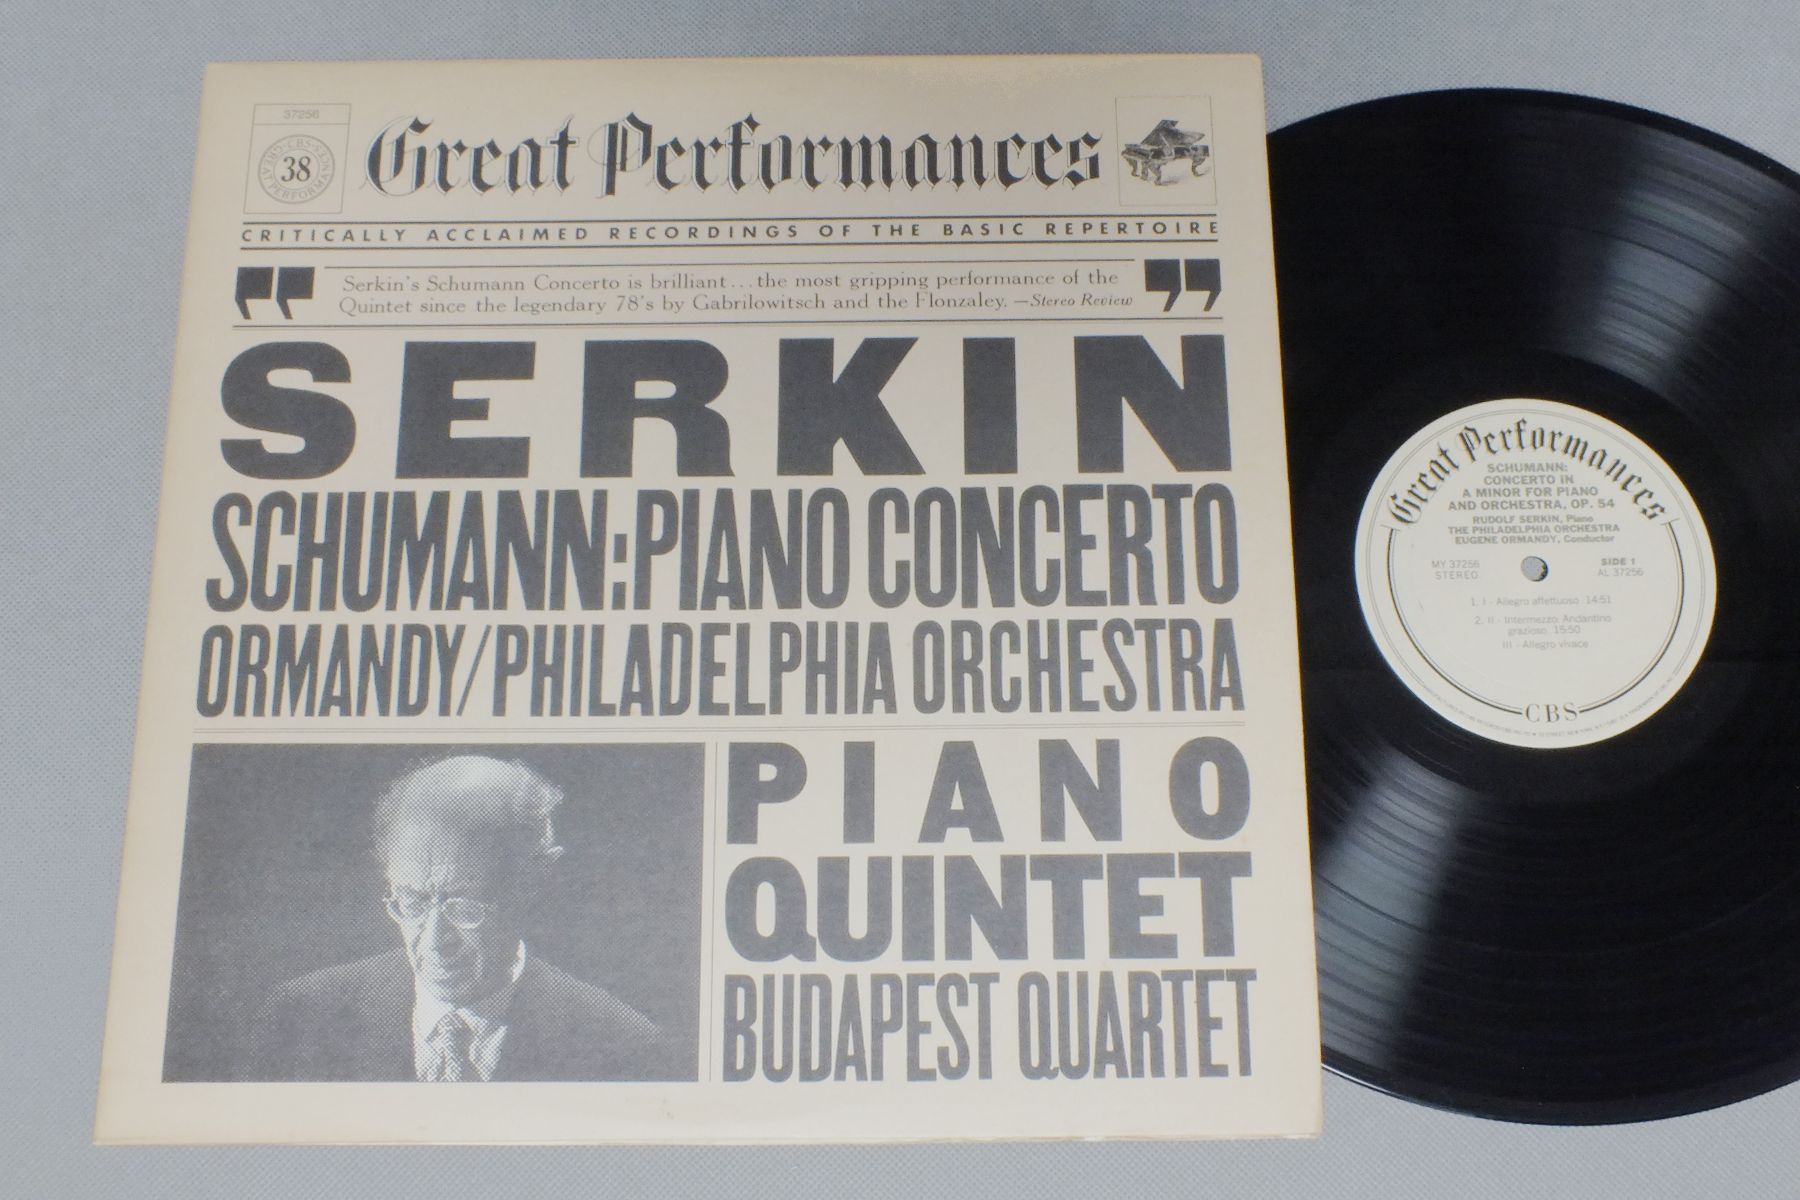 37256
GREAT·CBS·S
GREAT PERFORMANCES
38
Great Performances
CRITICALLY ACCLAIMED RECORDINGS OF THE BASIC REPERTOIRE
" Serkin's Schumann Concerto is brilliant...the most gripping performance of the
Quintet since the legendary 78's by Gabrilowitsch and the Flonzaley. —Stereo Review "
SERKIN
SCHUMANN: PIANO CONCERTO
ORMANDY/PHILADELPHIA ORCHESTRA
PIANO
QUINTET
BUDAPEST QUARTET
Great Performances
SCHUMANN:
CONCERTO IN
A MINOR FOR PIANO
AND ORCHESTRA, OP. 54
RUDOLF SERKIN, Piano
THE PHILADELPHIA ORCHESTRA
EUGENE ORMANDY, Conductor
MY 37256
STEREO
SIDE 1
AL 37256
1. I - Allegro affettuoso 14:51
2. II - Intermezzo: Andantino
grazioso 15:50
III - Allegro vivace
CBS